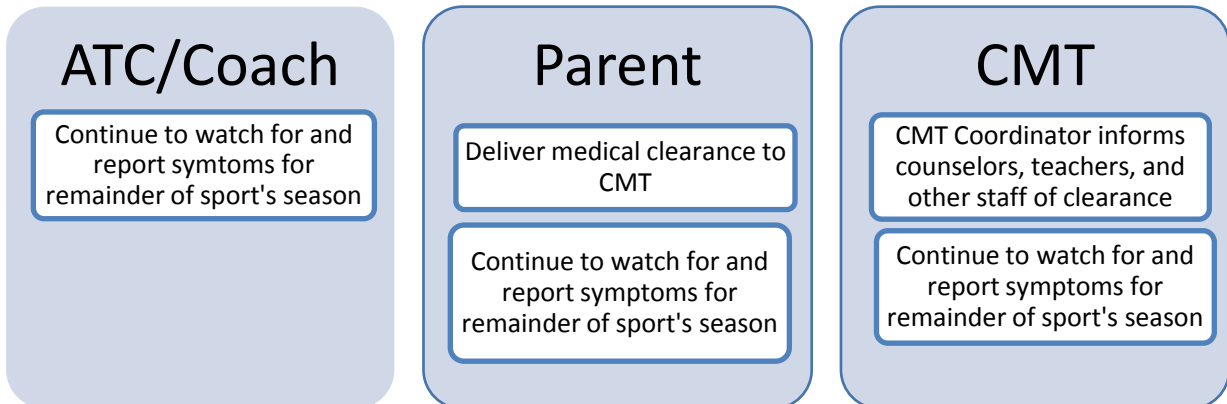 ATC/Coach
Continue to watch for and
report symtoms for
remainder of sport's season
Parent
Deliver medical clearance to
CMT
Continue to watch for and
report symptoms for
remainder of sport's season
CMT
CMT Coordinator informs
counselors, teachers, and
other staff of clearance
Continue to watch for and
report symptoms for
remainder of sport's season